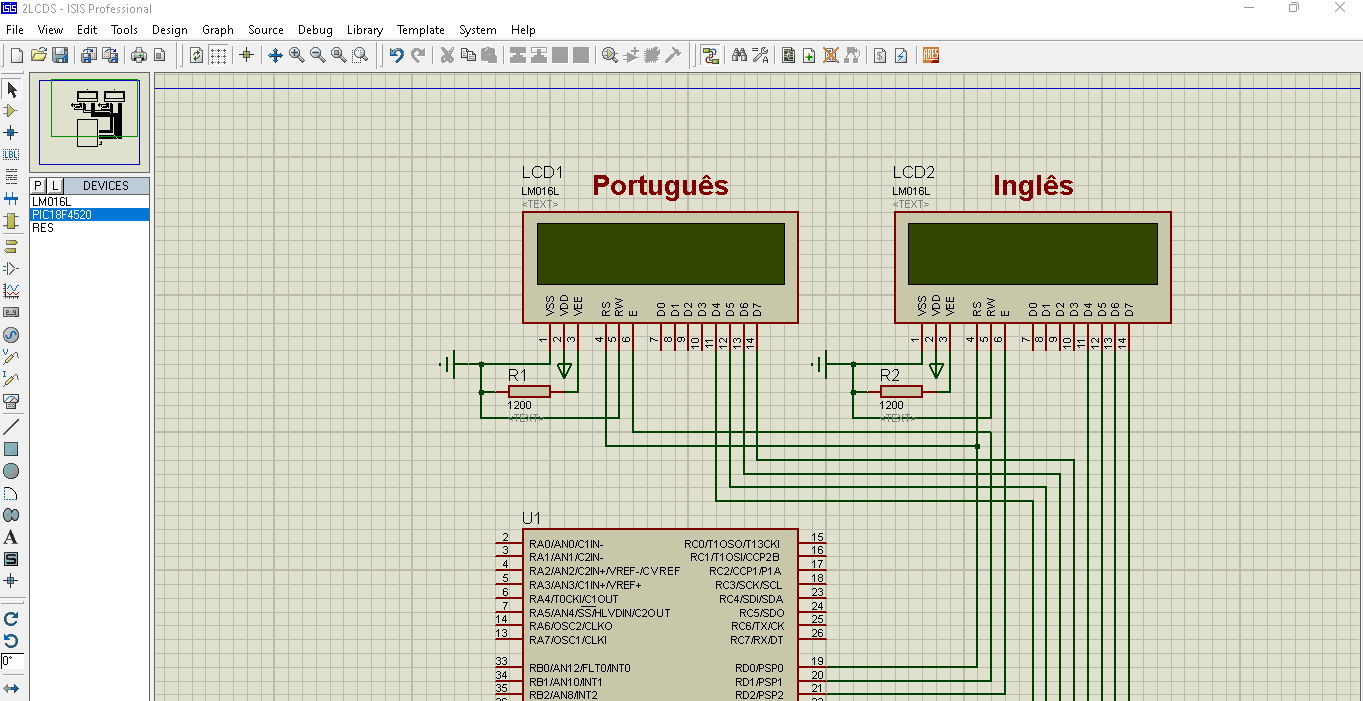 2LCDS - ISIS Professional
File View Edit Tools Design Graph Source Debug Library Template System Help
ARES
LBL
P L DEVICES
LM016L
PIC18F4520
RES
A
S
0°
LCD1
LM016L
<TEXT>
Português
VSS VDD VEE RS RW E D0 D1 D2 D3 D4 D5 D6 D7
1 2 3 4 5 6 7 8 9 10 11 12 13 14
R1
1200
<TEXT>
LCD2
LM016L
<TEXT>
Inglês
VSS VDD VEE RS RW E D0 D1 D2 D3 D4 D5 D6 D7
1 2 3 4 5 6 7 8 9 10 11 12 13 14
R2
1200
<TEXT>
U1
2 RA0/AN0/C1IN- RC0/T1OSO/T13CKI 15
3 RA1/AN1/C2IN- RC1/T1OSI/CCP2B 16
4 RA2/AN2/C2IN+/VREF-/CVREF RC2/CCP1/P1A 17
5 RA3/AN3/C1IN+/VREF+ RC3/SCK/SCL 18
6 RA4/T0CKI/C1OUT RC4/SDI/SDA 23
7 RA5/AN4/SS/HLVDIN/C2OUT RC5/SDO 24
14 RA6/OSC2/CLKO RC6/TX/CK 25
13 RA7/OSC1/CLKI RC7/RX/DT 26
33 RB0/AN12/FLT0/INT0 RD0/PSP0 19
34 RB1/AN10/INT1 RD1/PSP1 20
35 RB2/AN8/INT2 RD2/PSP2 21